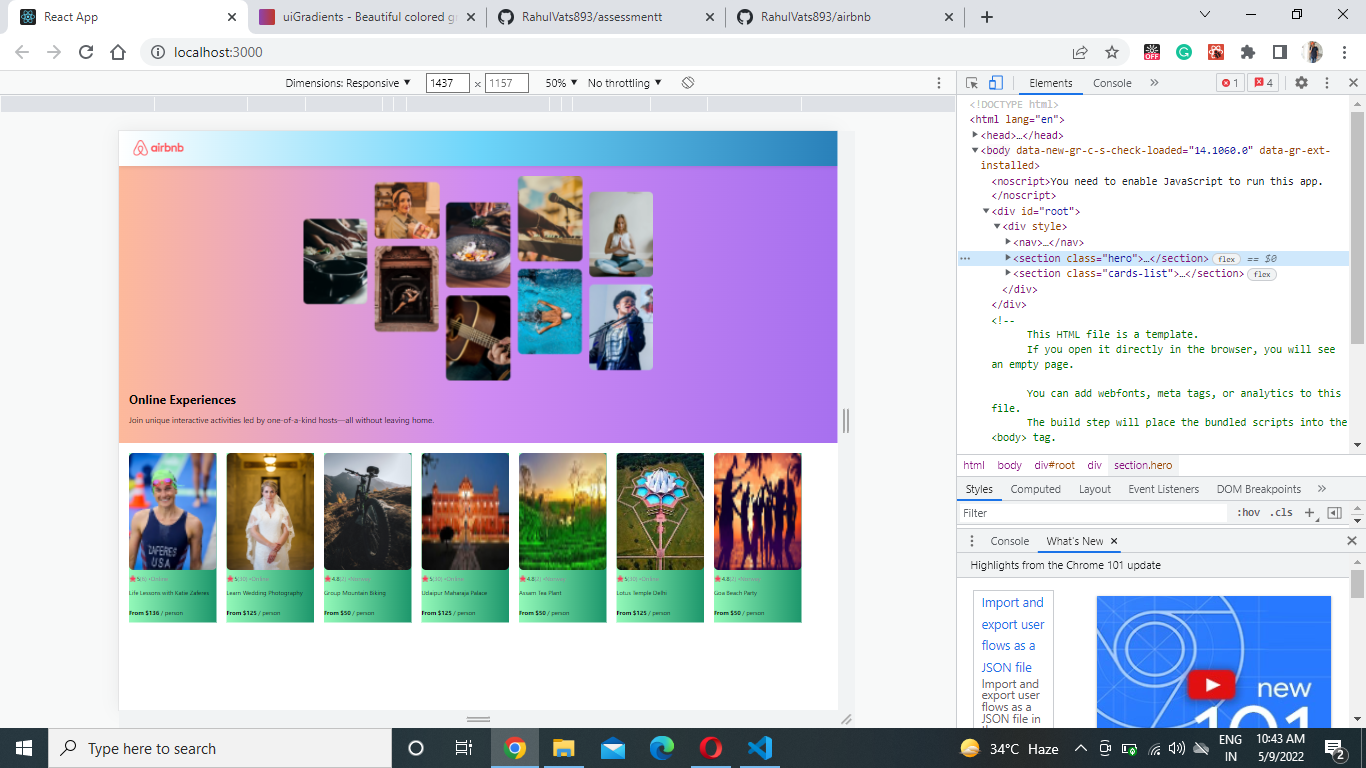 React App
uiGradients - Beautiful colored gr
RahulVats893/assessmentt
RahulVats893/airbnb
localhost:3000
OFF
Dimensions: Responsive ▼ 1437 × 1157 50% ▼ No throttling ▼
Elements Console » 1 4
<!DOCTYPE html>
<html lang="en">
<head>…</head>
<body data-new-gr-c-s-check-loaded="14.1060.0" data-gr-ext-
installed>
<noscript>You need to enable JavaScript to run this app.
</noscript>
<div id="root">
<div style>
<nav>…</nav>
<section class="hero">…</section> flex == $0
<section class="cards-list">…</section> flex
</div>
</div>
<!--
This HTML file is a template.
If you open it directly in the browser, you will see
an empty page.
You can add webfonts, meta tags, or analytics to this
file.
The build step will place the bundled scripts into the
<body> tag.
html body div#root div section.hero
Styles Computed Layout Event Listeners DOM Breakpoints »
Filter :hov .cls +
Console What's New ×
Highlights from the Chrome 101 update
Import and
export user
flows as a
JSON file
Import and
export user
flows as a
JSON file in
new
101
airbnb
Online Experiences
Join unique interactive activities led by one-of-a-kind hosts—all without leaving home.
ZAFERES
USA
5(6) •Online
Life Lessons with Katie Zaferes
From $136 / person
5(30) •Online
Learn Wedding Photography
From $125 / person
4.8(2) •Norway
Group Mountain Biking
From $50 / person
5(30) •Online
Udaipur Maharaja Palace
From $125 / person
4.8(2) •Norway
Assam Tea Plant
From $50 / person
5(30) •Online
Lotus Temple Delhi
From $125 / person
4.8(2) •Norway
Goa Beach Party
From $50 / person
Type here to search
34°C Haze
ENG
IN
10:43 AM
5/9/2022
2